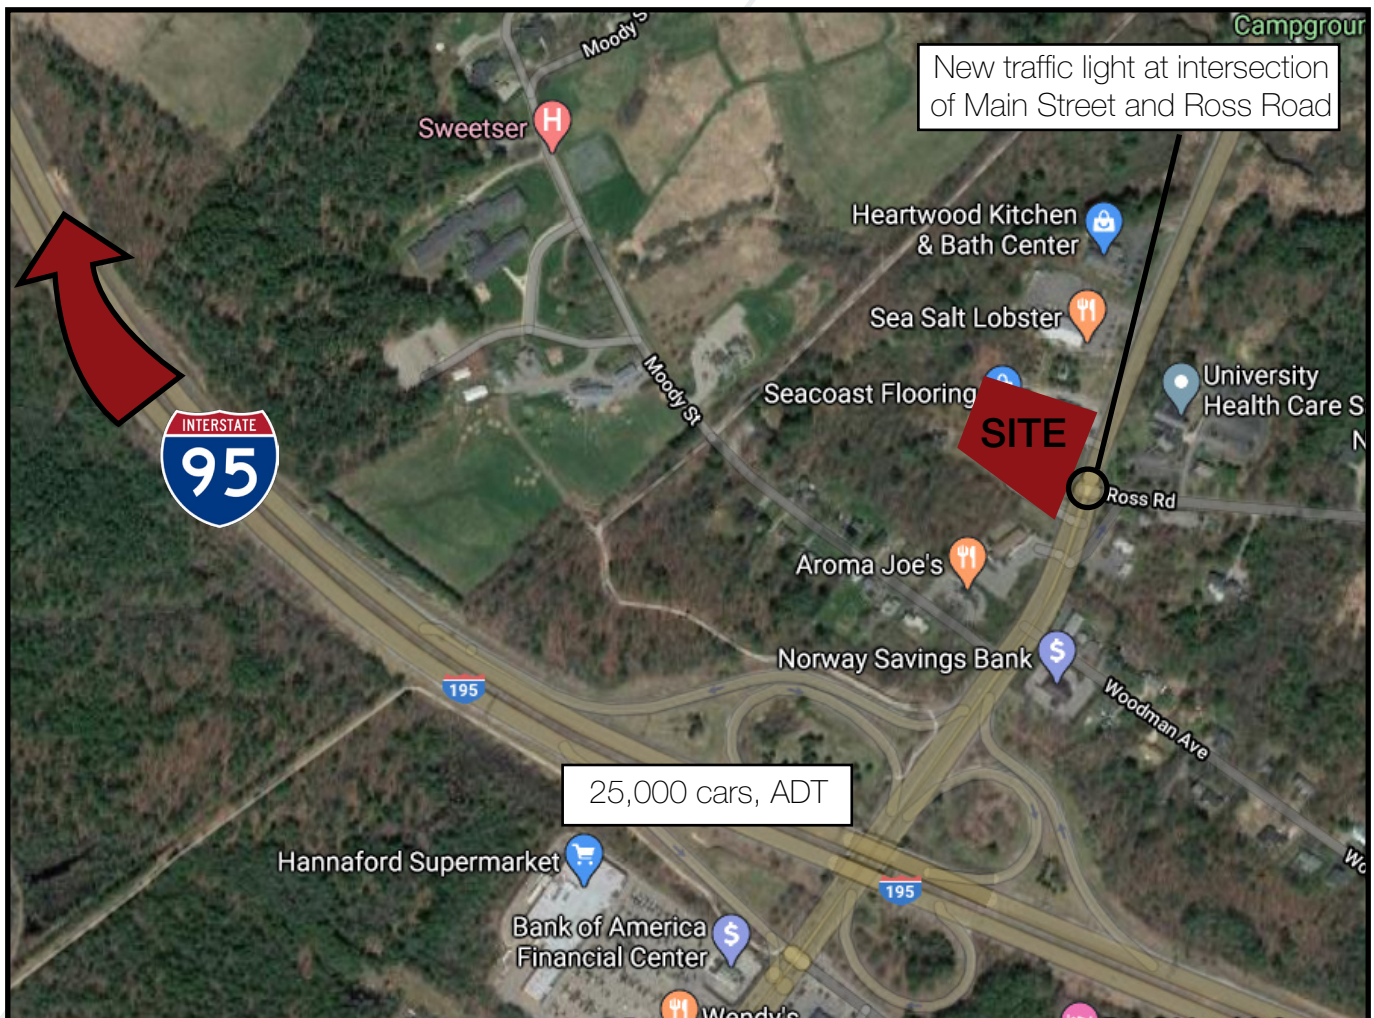 Campgrour
Moody S
New traffic light at intersection
of Main Street and Ross Road
Sweetser
H
Heartwood Kitchen
& Bath Center
Sea Salt Lobster
University
Health Care S
N
Moody St
Seacoast Flooring
SITE
INTERSTATE
95
Ross Rd
Aroma Joe's
Norway Savings Bank
$
195
Woodman Ave
25,000 cars, ADT
Wo
Hannaford Supermarket
195
Bank of America
Financial Center
$
Wendy's